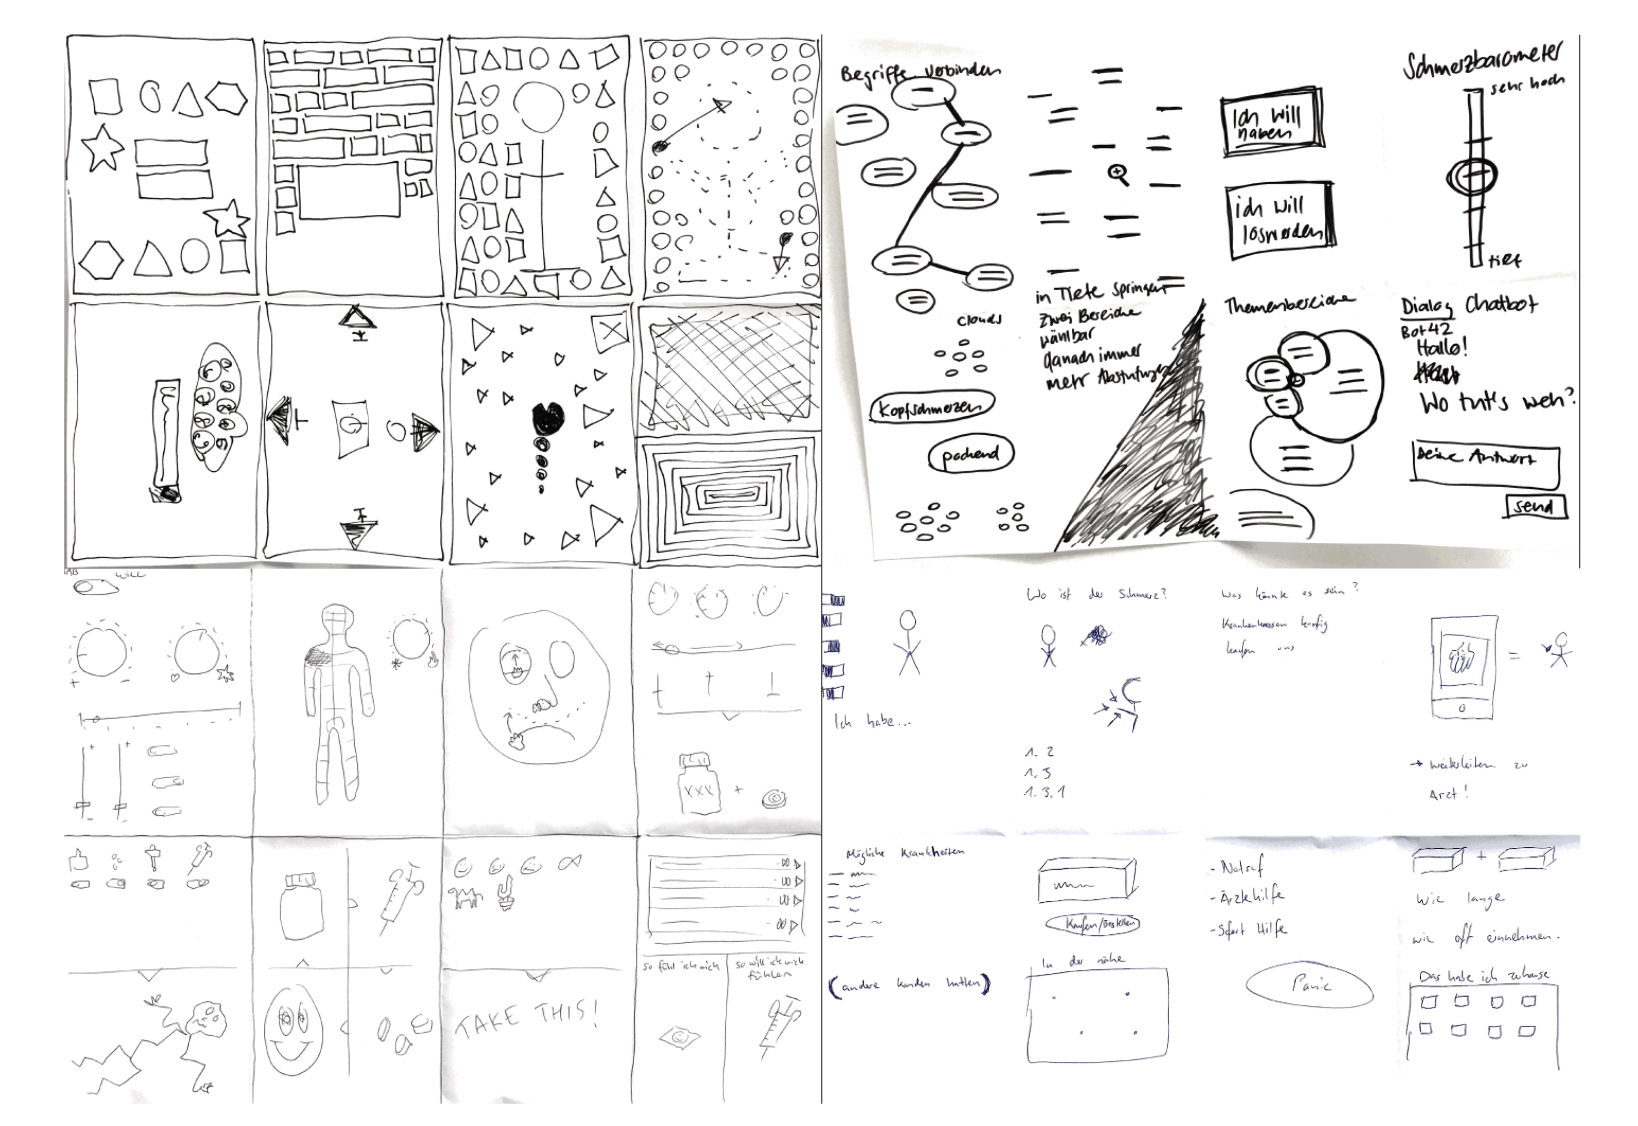 Begriffe verbinden
clouds
Kopfschmerzen
pochend
in Tiefe springen
zwei Bereiche
wählbar
danach immer
mehr Abstufungen
Ich will
haben
ich will
loswerden
Schmerzbarometer
sehr hoch
tief
Themenbereiche
Dialog Chatbot
Bot42
Hallo!
Wo tut's weh?
Deine Antwort
send
will
XXX
+
TAKE THIS!
so fühl ich mich
so will ich mich
fühlen
Ich habe...
Wo ist der Schmerz?
1. 2
1. 3
1. 3. 1
Was könnte es sein?
Krankenkassen häufig
kaufen uns
=
→ weiterleiten zu
Arzt!
Mögliche Krankheiten
(andere kunden hatten)
Kaufen/Bestellen
In der nähe
- Notruf
- Ärztehilfe
- Sofort Hilfe
Panic
+
wie lange
wie oft einnehmen.
Das habe ich zuhause